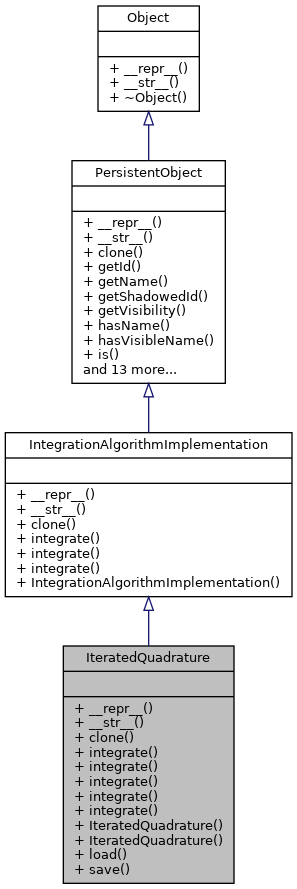 Object
+ __repr__()
+ __str__()
+ ~Object()
PersistentObject
+ __repr__()
+ __str__()
+ clone()
+ getId()
+ getName()
+ getShadowedId()
+ getVisibility()
+ hasName()
+ hasVisibleName()
+ is()
and 13 more...
IntegrationAlgorithmImplementation
+ __repr__()
+ __str__()
+ clone()
+ integrate()
+ integrate()
+ integrate()
+ IntegrationAlgorithmImplementation()
IteratedQuadrature
+ __repr__()
+ __str__()
+ clone()
+ integrate()
+ integrate()
+ integrate()
+ integrate()
+ integrate()
+ IteratedQuadrature()
+ IteratedQuadrature()
+ load()
+ save()